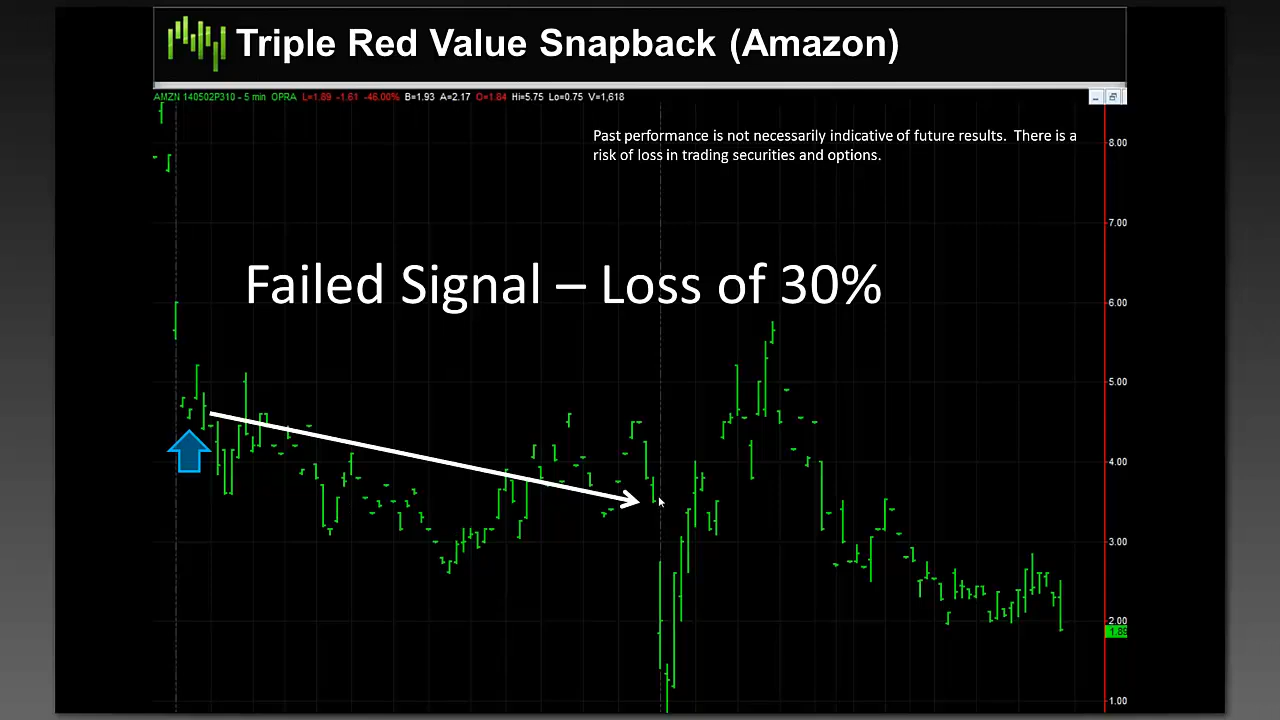 Triple Red Value Snapback (Amazon)
AMZN 140502P310 - 5 min OPRA L=1.89 -1.61 -46.00% B=1.93 A=2.17 O=1.84 Hi=5.75 Lo=0.75 V=1,618
Past performance is not necessarily indicative of future results. There is a
risk of loss in trading securities and options.
8.00
7.00
Failed Signal – Loss of 30%
6.00
5.00
4.00
3.00
2.00
1.89
1.00